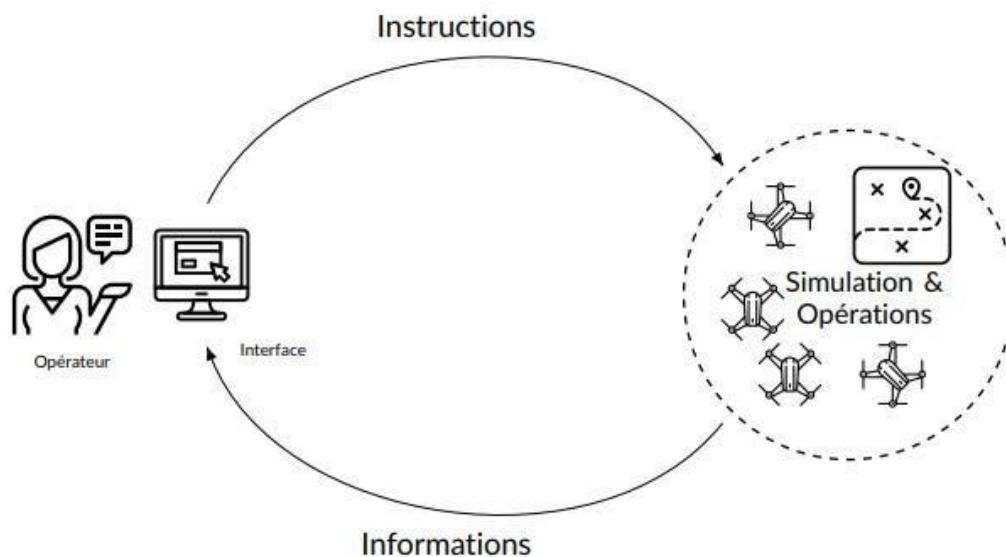 Instructions
Opérateur
Interface
Simulation &
Opérations
Informations